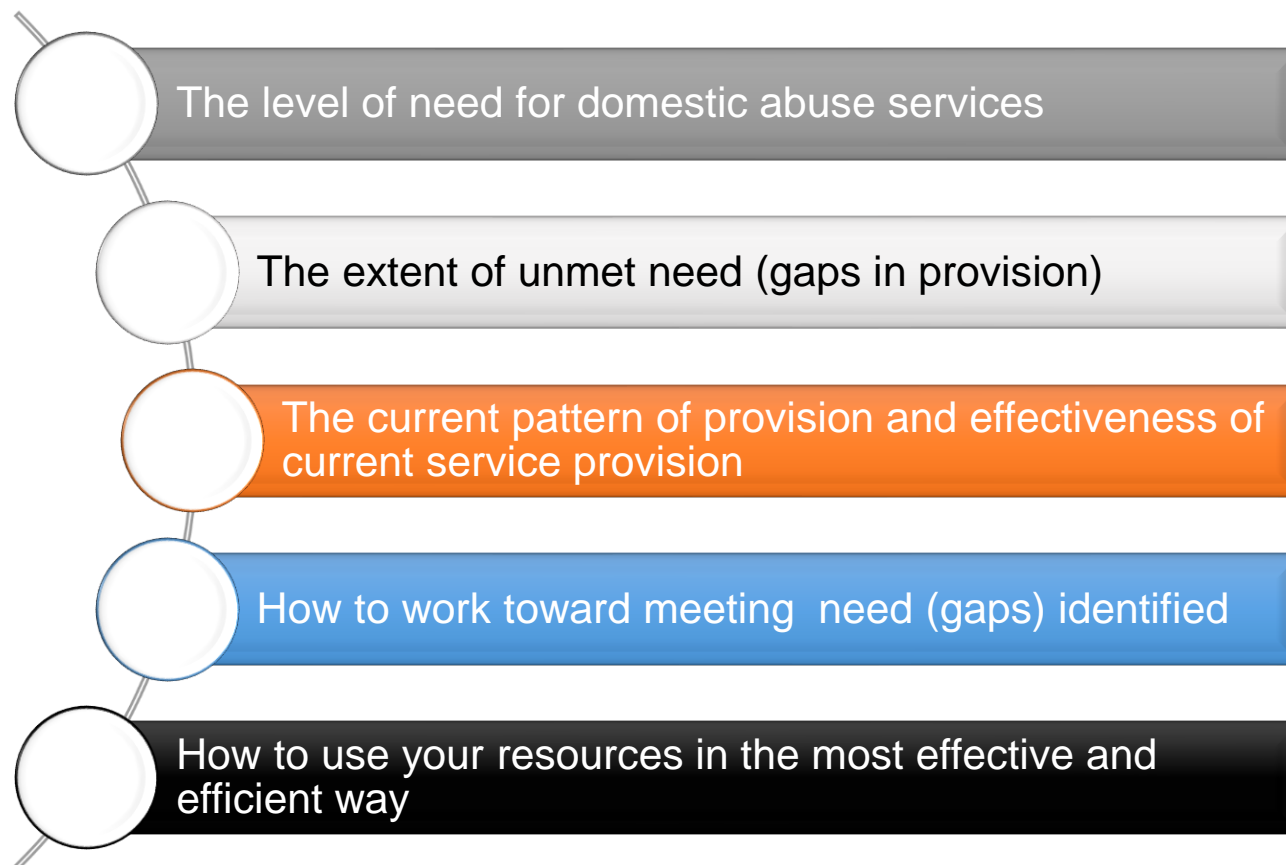 The level of need for domestic abuse services
The extent of unmet need (gaps in provision)
The current pattern of provision and effectiveness of
current service provision
How to work toward meeting  need (gaps) identified
How to use your resources in the most effective and
efficient way